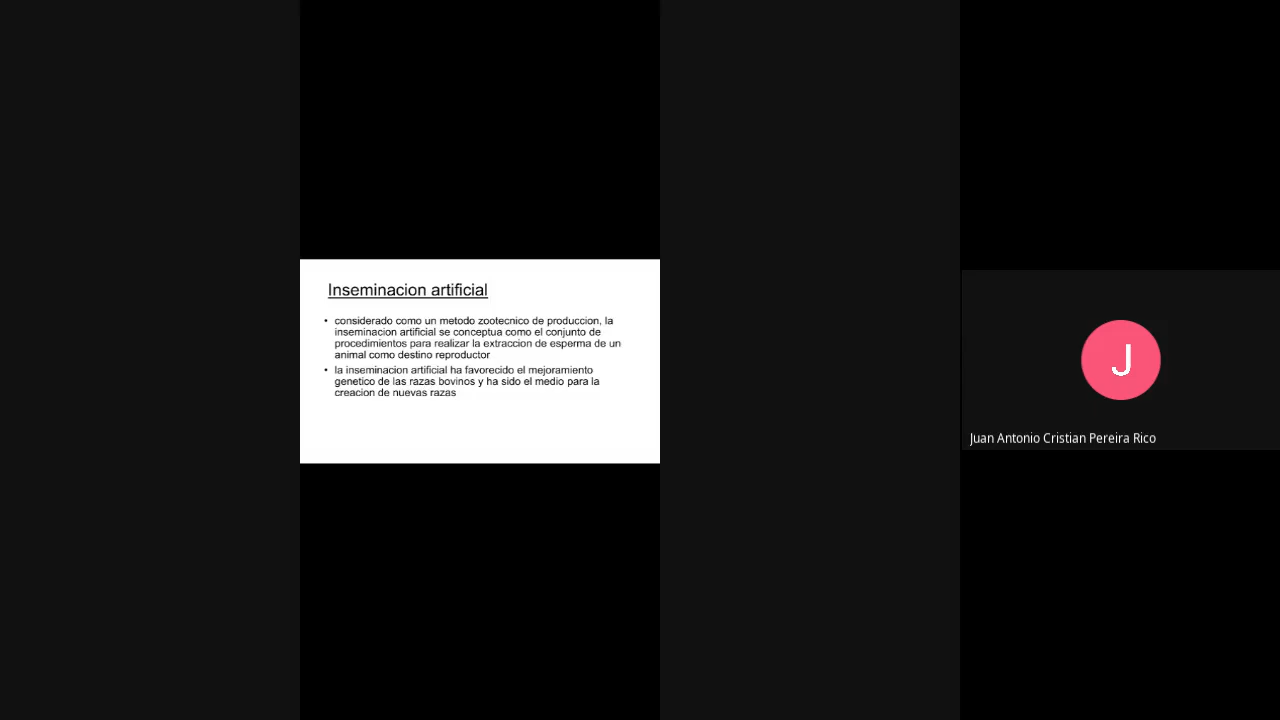 Inseminacion artificial
• considerado como un metodo zootecnico de produccion, la
inseminacion artificial se conceptua como el conjunto de
procedimientos para realizar la extraccion de esperma de un
animal como destino reproductor
• la inseminacion artificial ha favorecido el mejoramiento
genetico de las razas bovinos y ha sido el medio para la
creacion de nuevas razas
J
Juan Antonio Cristian Pereira Rico